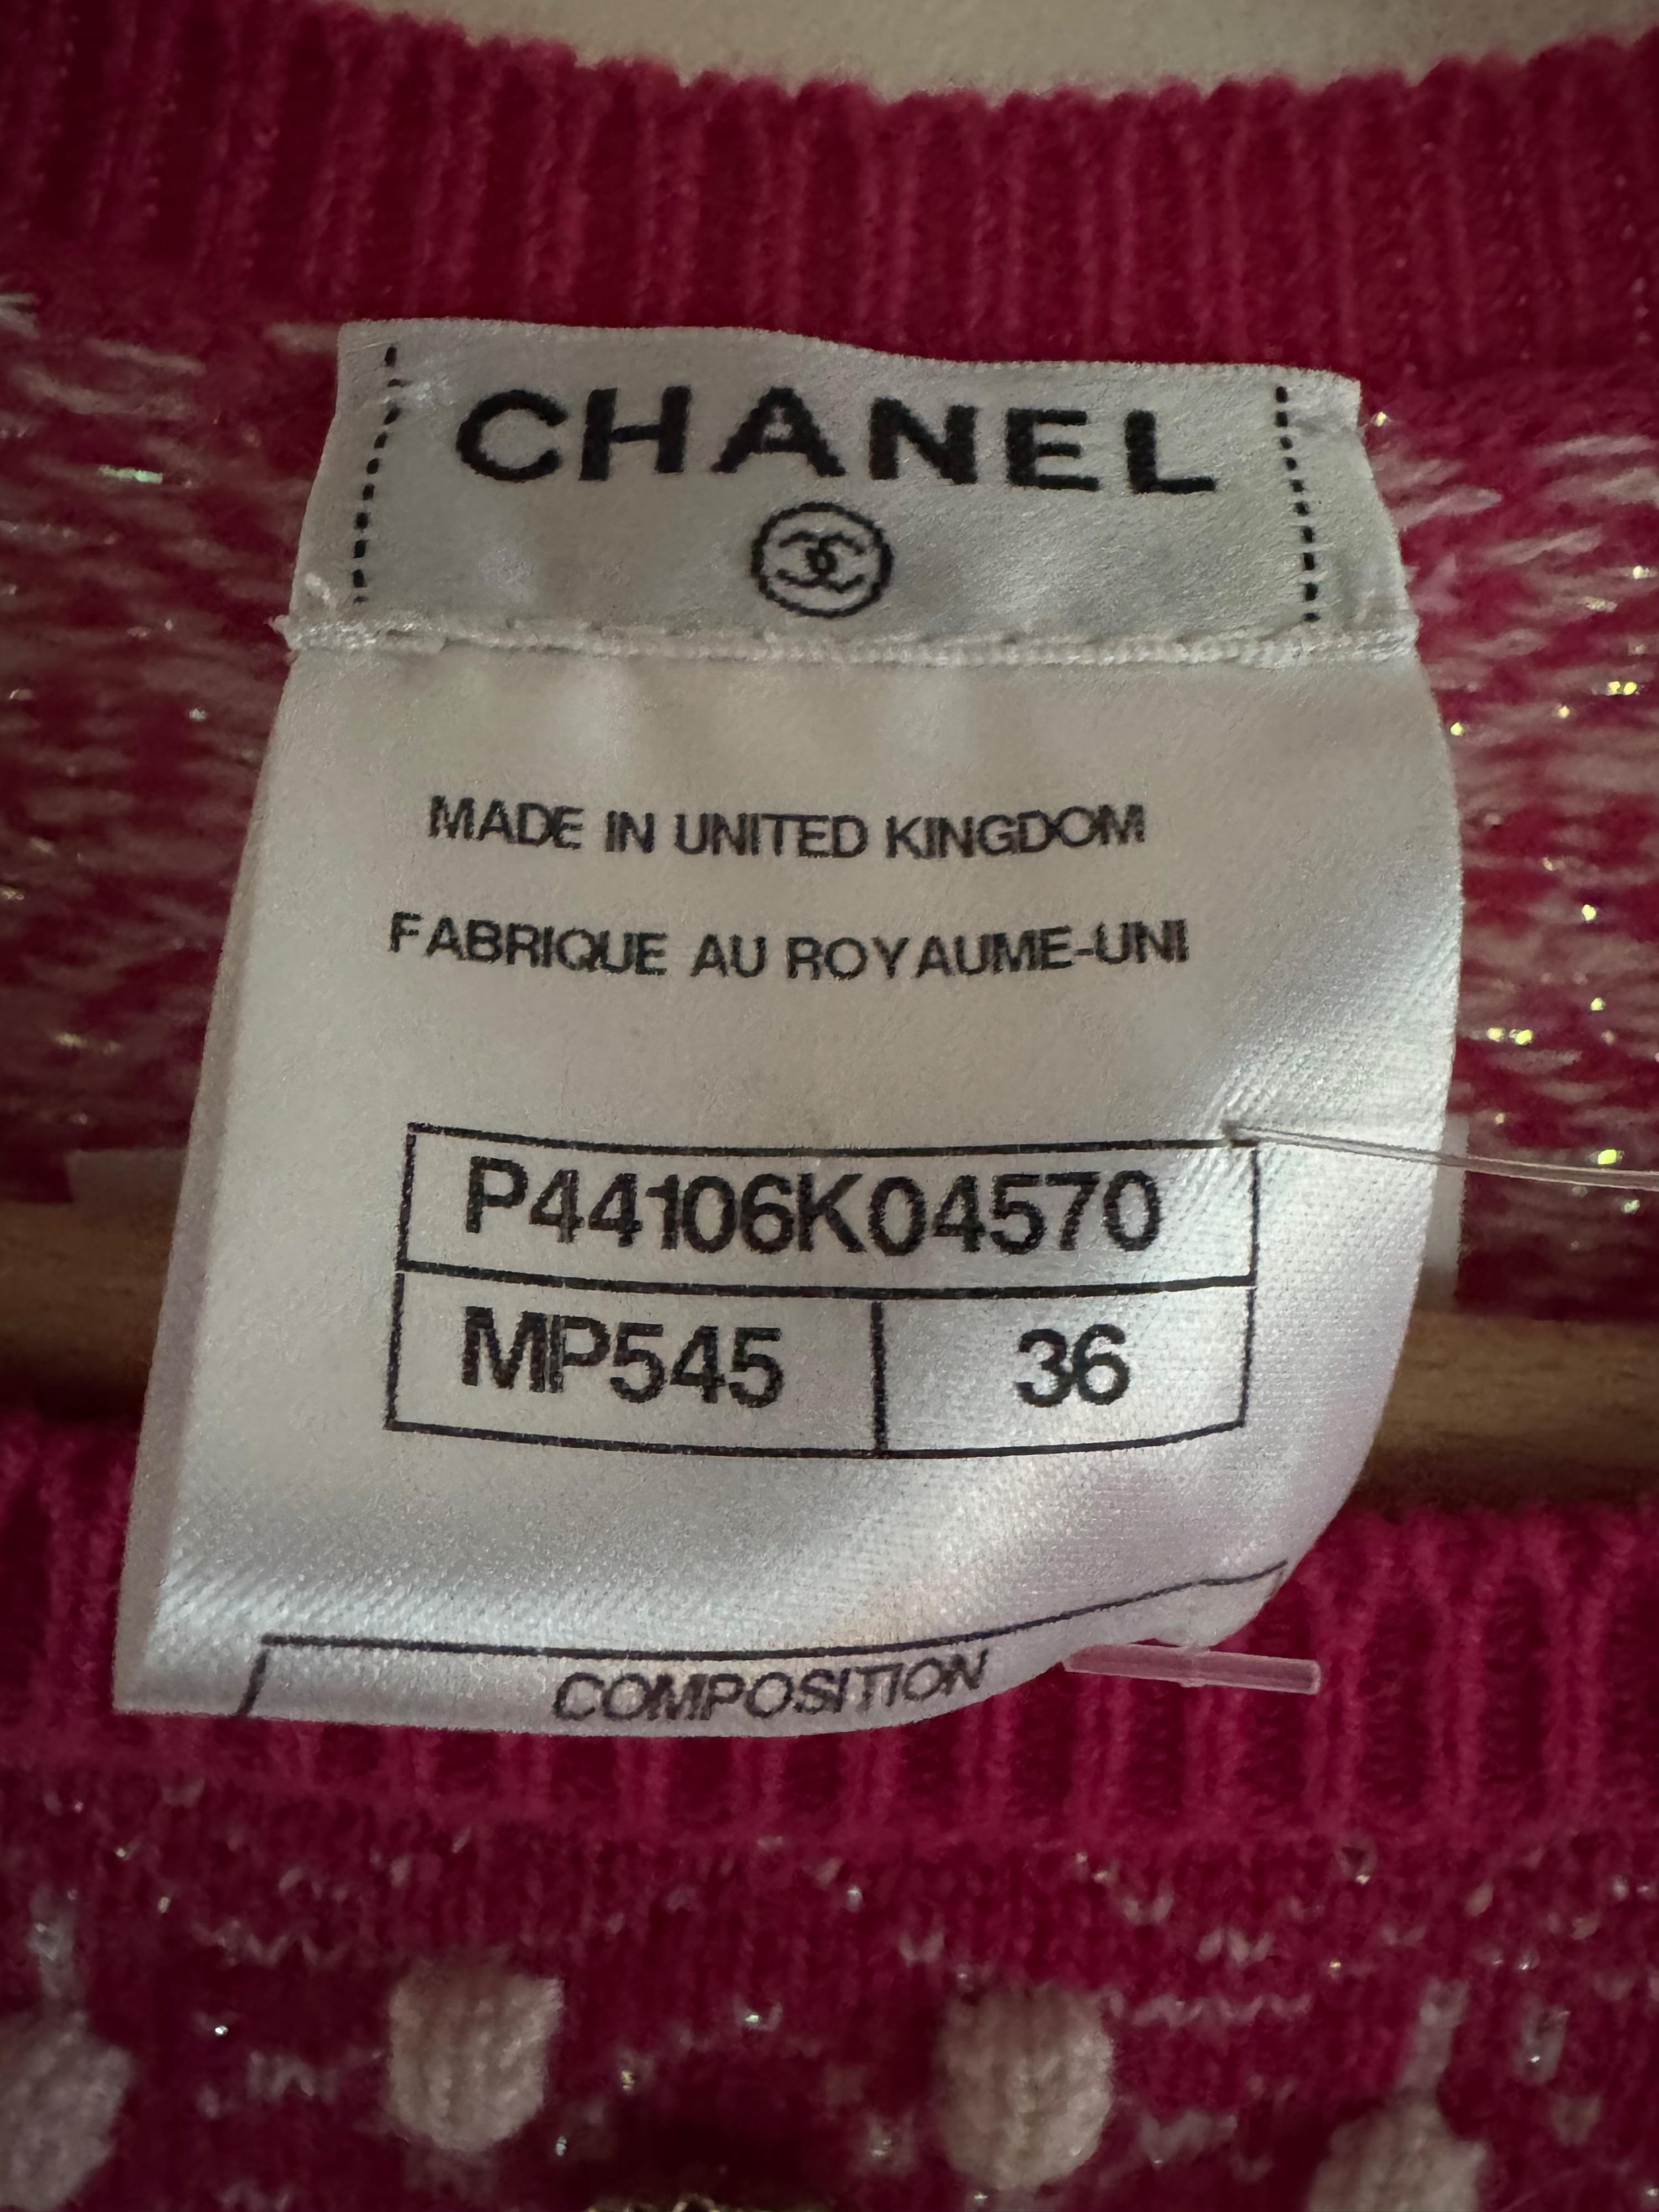 CHANEL
MADE IN UNITED KINGDOM
FABRIQUE AU ROYAUME-UNI
P44106K04570
MP545 36
COMPOSITION